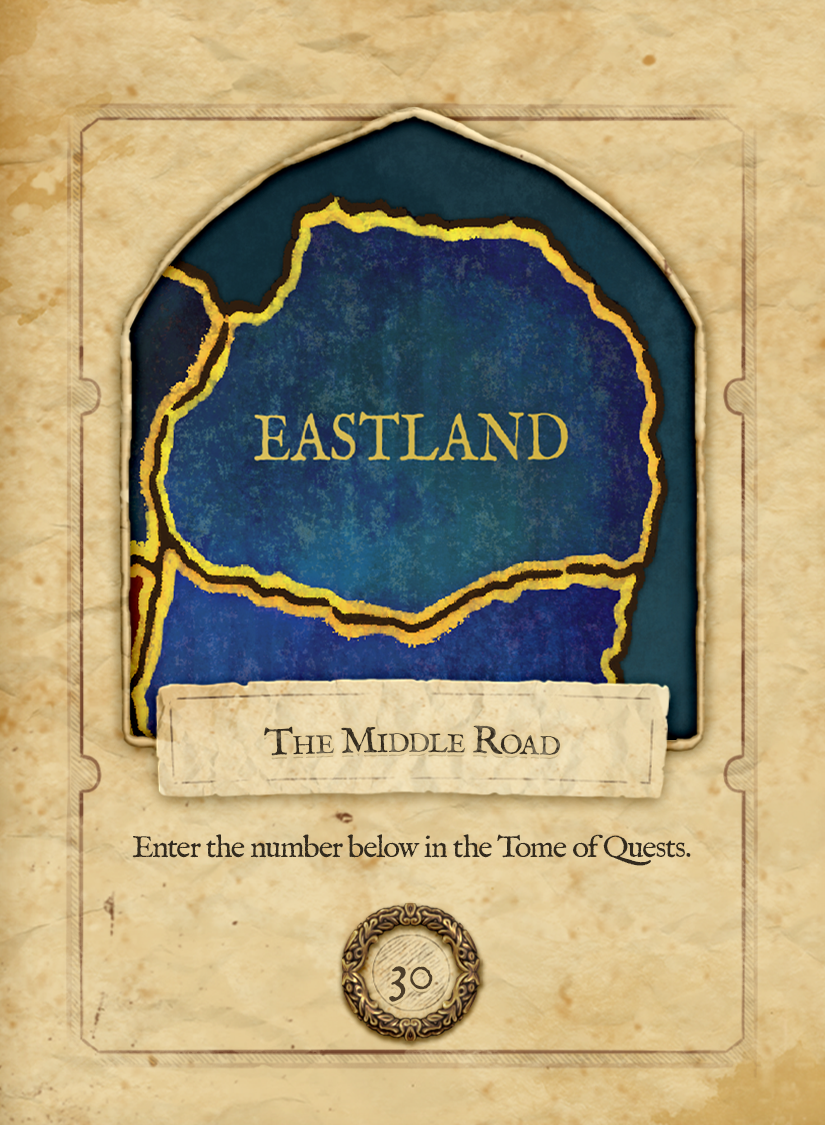 EASTLAND
The Middle Road
Enter the number below in the Tome of Quests.
30